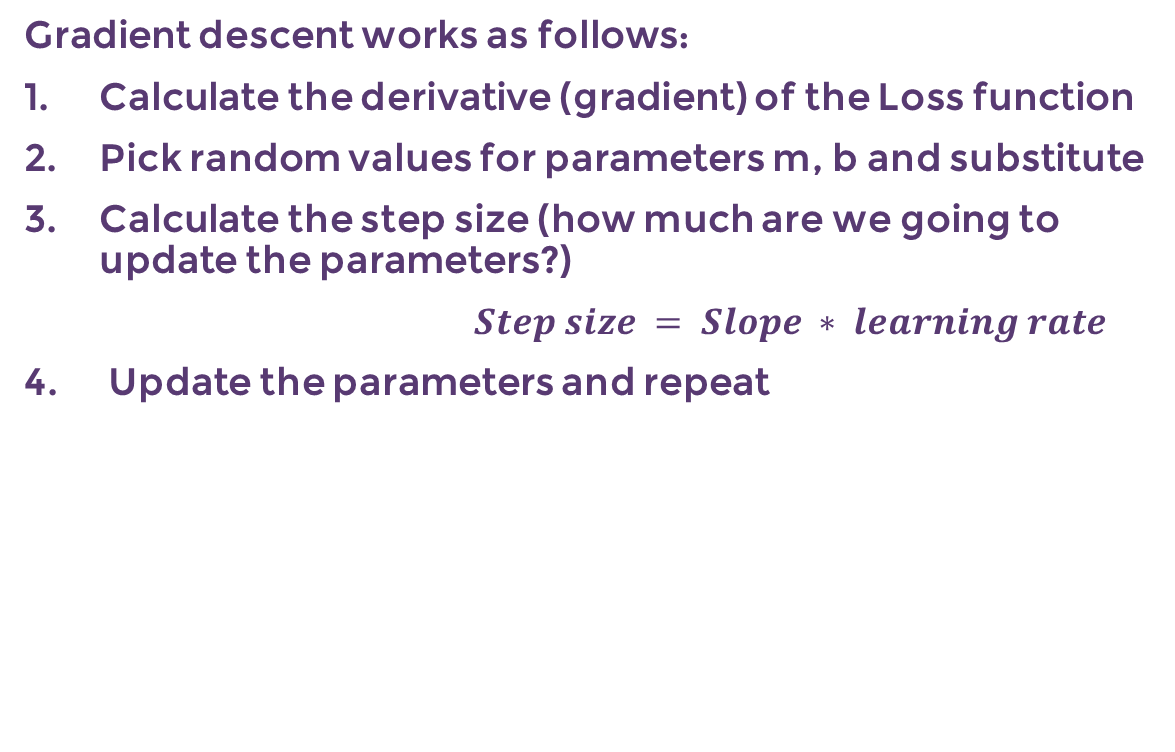 Gradient descent works as follows:
1. Calculate the derivative (gradient) of the Loss function
2. Pick random values for parameters m, b and substitute
3. Calculate the step size (how much are we going to
update the parameters?)
Step size = Slope * learning rate
4. Update the parameters and repeat